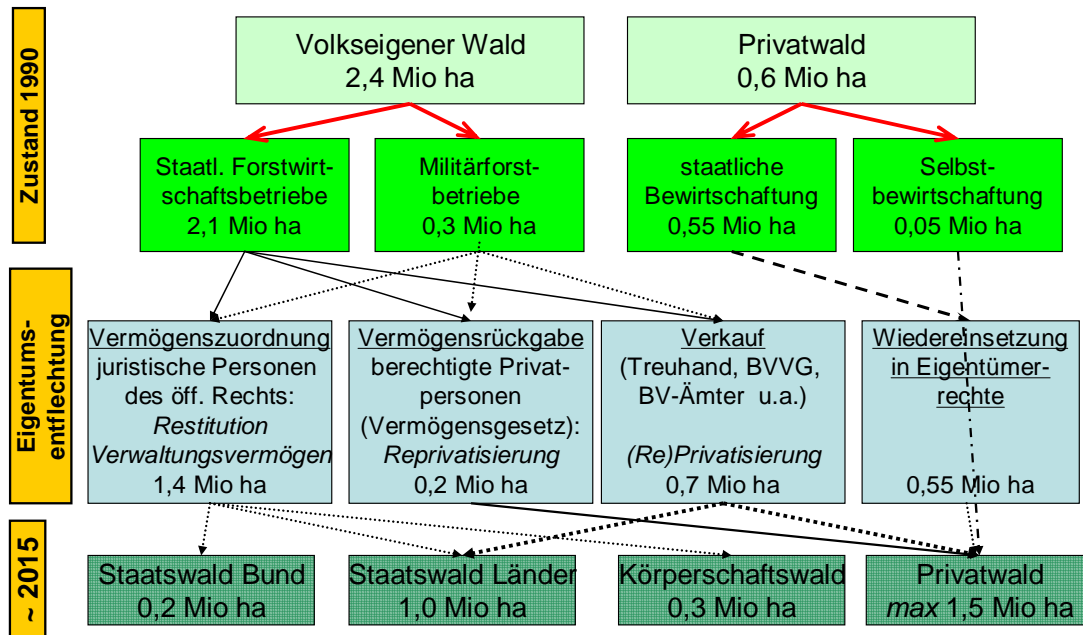 Zustand 1990
Volkseigener Wald
2,4 Mio ha
Privatwald
0,6 Mio ha
Staatl. Forstwirt-
schaftsbetriebe
2,1 Mio ha
Militärforst-
betriebe
0,3 Mio ha
staatliche
Bewirtschaftung
0,55 Mio ha
Selbst-
bewirtschaftung
0,05 Mio ha
Eigentums-
entflechtung
Vermögenszuordnung
juristische Personen
des öff. Rechts:
Restitution
Verwaltungsvermögen
1,4 Mio ha
Vermögensrückgabe
berechtigte Privat-
personen
(Vermögensgesetz):
Reprivatisierung
0,2 Mio ha
Verkauf
(Treuhand, BVVG,
BV-Ämter u.a.)
(Re)Privatisierung
0,7 Mio ha
Wiedereinsetzung
in Eigentümer-
rechte
0,55 Mio ha
~ 2015
Staatswald Bund
0,2 Mio ha
Staatswald Länder
1,0 Mio ha
Körperschaftswald
0,3 Mio ha
Privatwald
max 1,5 Mio ha